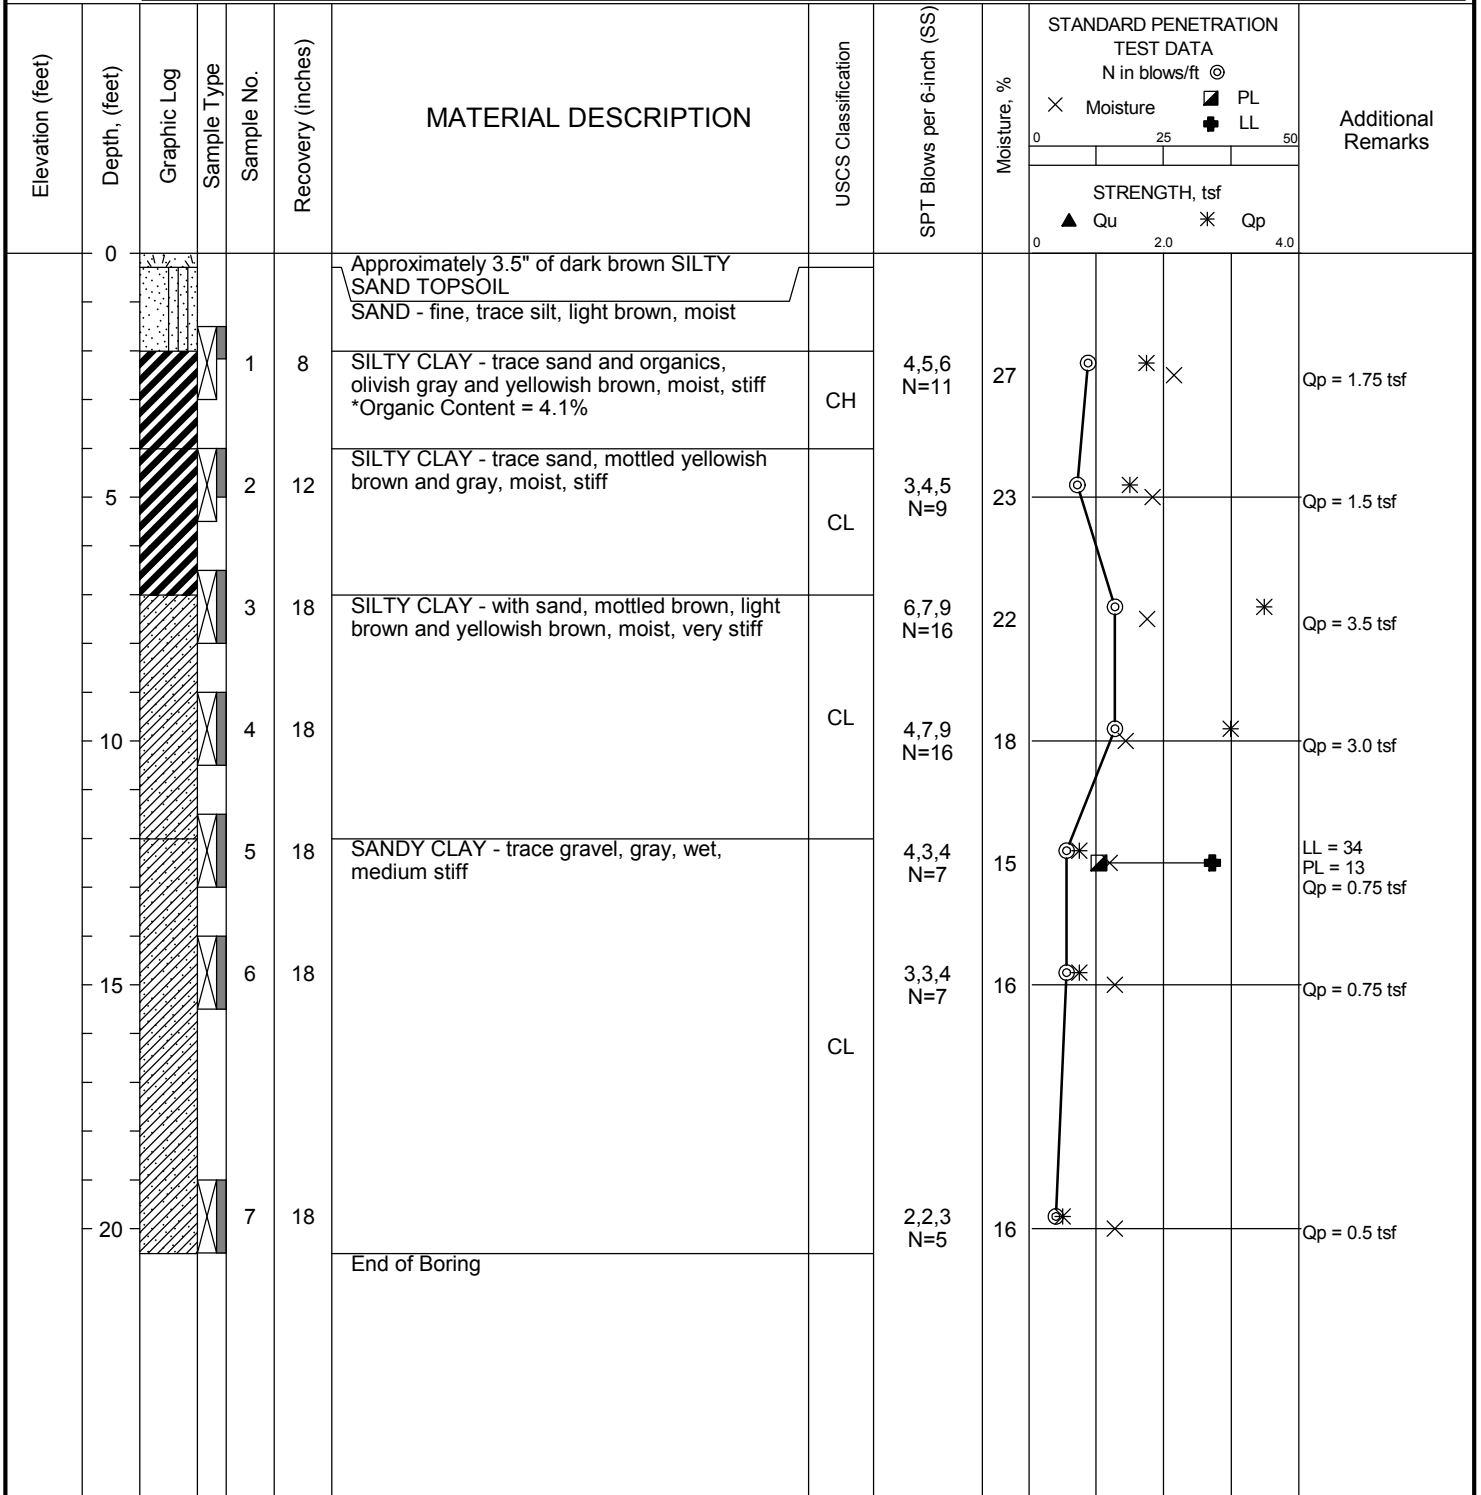 Elevation (feet)
Depth, (feet)
Graphic Log
Sample Type
Sample No.
Recovery (inches)
MATERIAL DESCRIPTION
USCS Classification
SPT Blows per 6-inch (SS)
Moisture, %
STANDARD PENETRATION
TEST DATA
N in blows/ft
Moisture
PL
LL
0 25 50
STRENGTH, tsf
Qu Qp
0 2.0 4.0
Additional
Remarks
0
Approximately 3.5" of dark brown SILTY
SAND TOPSOIL
SAND - fine, trace silt, light brown, moist
1 8
SILTY CLAY - trace sand and organics,
olivish gray and yellowish brown, moist, stiff
*Organic Content = 4.1%
CH
4,5,6
N=11
27
Qp = 1.75 tsf
5
2 12
SILTY CLAY - trace sand, mottled yellowish
brown and gray, moist, stiff
CL
3,4,5
N=9
23
Qp = 1.5 tsf
3 18
SILTY CLAY - with sand, mottled brown, light
brown and yellowish brown, moist, very stiff
CL
6,7,9
N=16
22
Qp = 3.5 tsf
10
4 18
4,7,9
N=16
18
Qp = 3.0 tsf
5 18
SANDY CLAY - trace gravel, gray, wet,
medium stiff
CL
4,3,4
N=7
15
LL = 34
PL = 13
Qp = 0.75 tsf
15
6 18
3,3,4
N=7
16
Qp = 0.75 tsf
20
7 18
2,2,3
N=5
16
Qp = 0.5 tsf
End of Boring